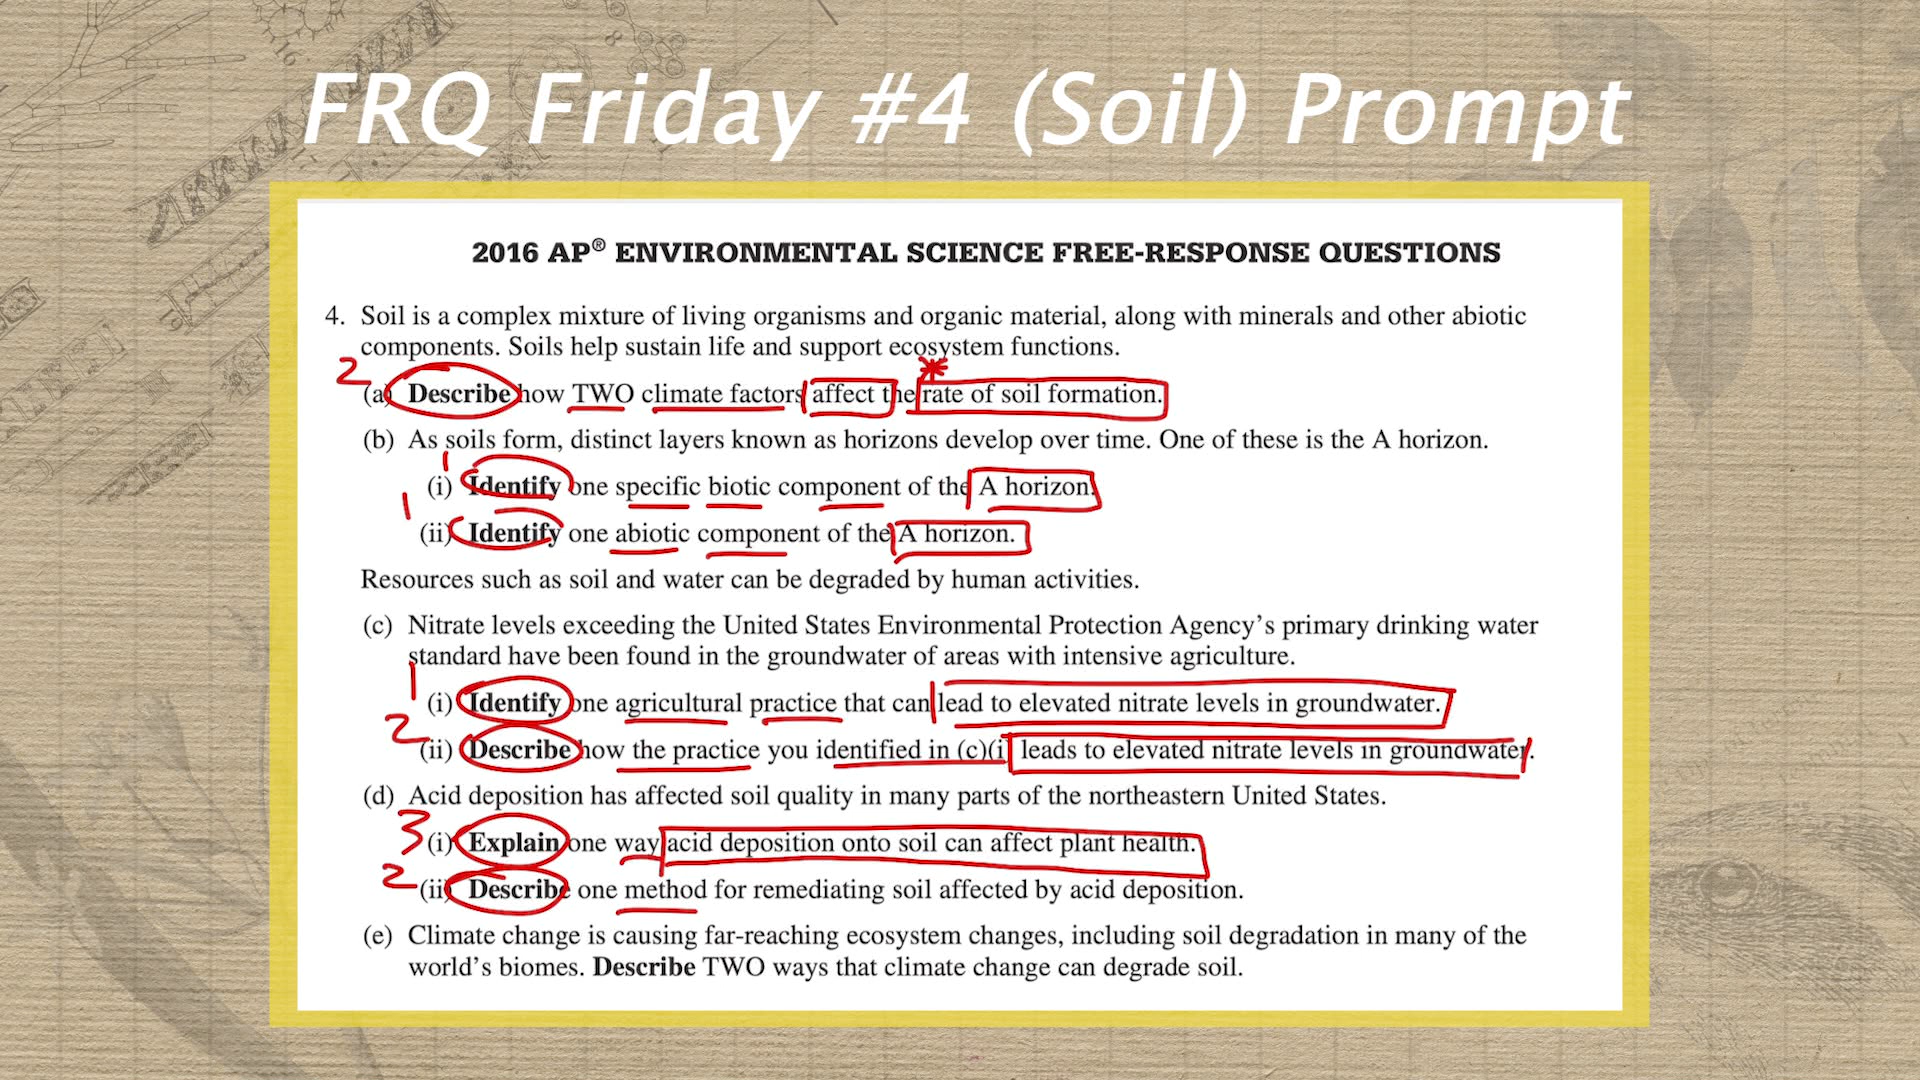 FRQ Friday #4 (Soil) Prompt
2016 AP® ENVIRONMENTAL SCIENCE FREE-RESPONSE QUESTIONS
4. Soil is a complex mixture of living organisms and organic material, along with minerals and other abiotic
components. Soils help sustain life and support ecosystem functions.
2 *
(a) Describe how TWO climate factors affect the rate of soil formation.
(b) As soils form, distinct layers known as horizons develop over time. One of these is the A horizon.
1
(i) Identify one specific biotic component of the A horizon.
1
(ii) Identify one abiotic component of the A horizon.
Resources such as soil and water can be degraded by human activities.
(c) Nitrate levels exceeding the United States Environmental Protection Agency's primary drinking water
standard have been found in the groundwater of areas with intensive agriculture.
1
(i) Identify one agricultural practice that can lead to elevated nitrate levels in groundwater.
2
(ii) Describe how the practice you identified in (c)(i) leads to elevated nitrate levels in groundwater.
(d) Acid deposition has affected soil quality in many parts of the northeastern United States.
3
(i) Explain one way acid deposition onto soil can affect plant health.
2
(ii) Describe one method for remediating soil affected by acid deposition.
(e) Climate change is causing far-reaching ecosystem changes, including soil degradation in many of the
world's biomes. Describe TWO ways that climate change can degrade soil.